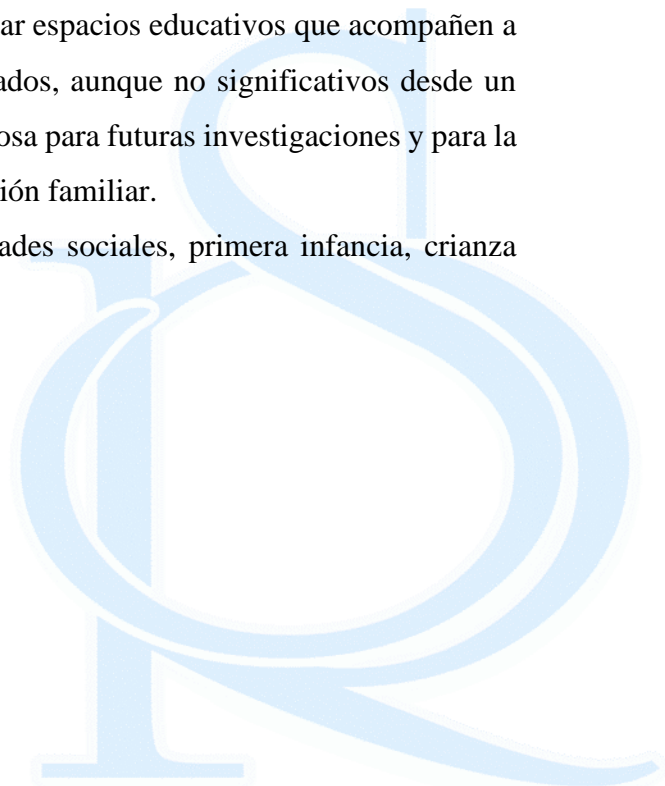 ar espacios educativos que acompañen a
ados, aunque no significativos desde un
osa para futuras investigaciones y para la
ión familiar.
ades sociales, primera infancia, crianza